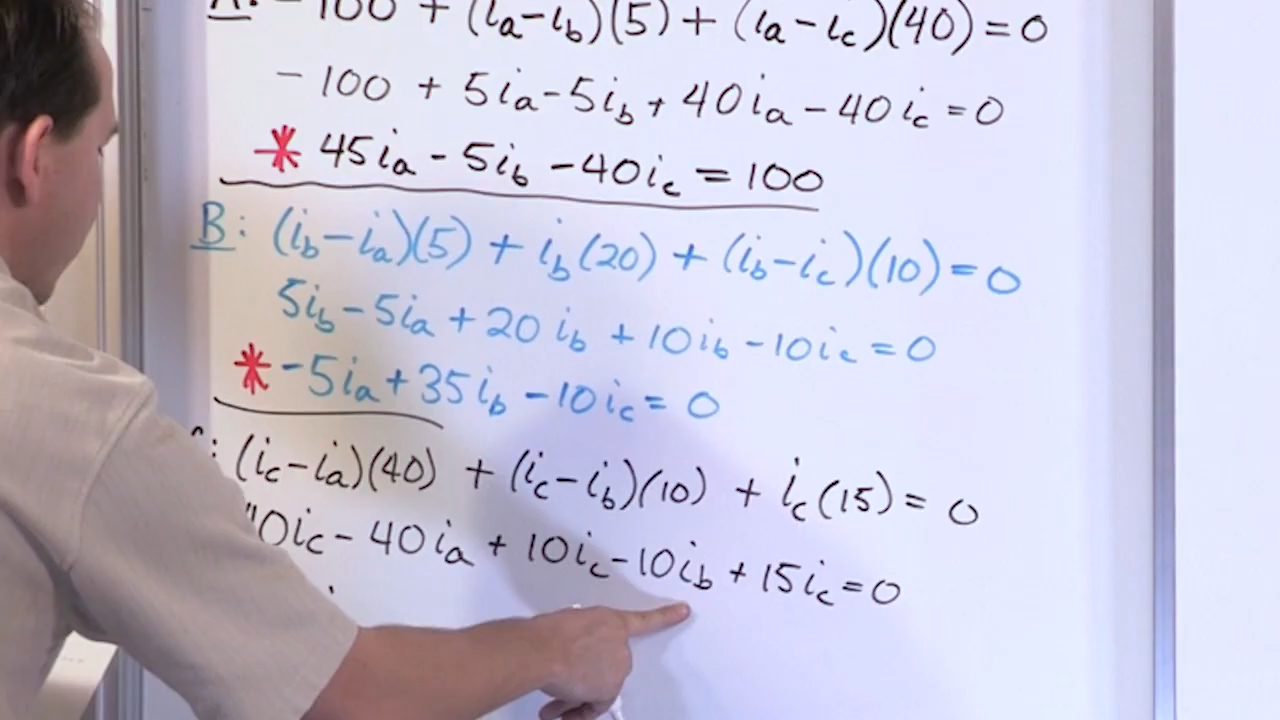 A: -100 + (ia-ib)(5) + (ia-ic)(40) = 0
-100 + 5ia-5ib + 40ia - 40ic = 0
* 45ia - 5ib - 40ic = 100
B: (ib-ia)(5) + ib(20) + (ib-ic)(10) = 0
5ib - 5ia + 20ib + 10ib - 10ic = 0
* -5ia + 35ib - 10ic = 0
: (ic-ia)(40) + (ic-ib)(10) + ic(15) = 0
40ic - 40ia + 10ic - 10ib + 15ic = 0